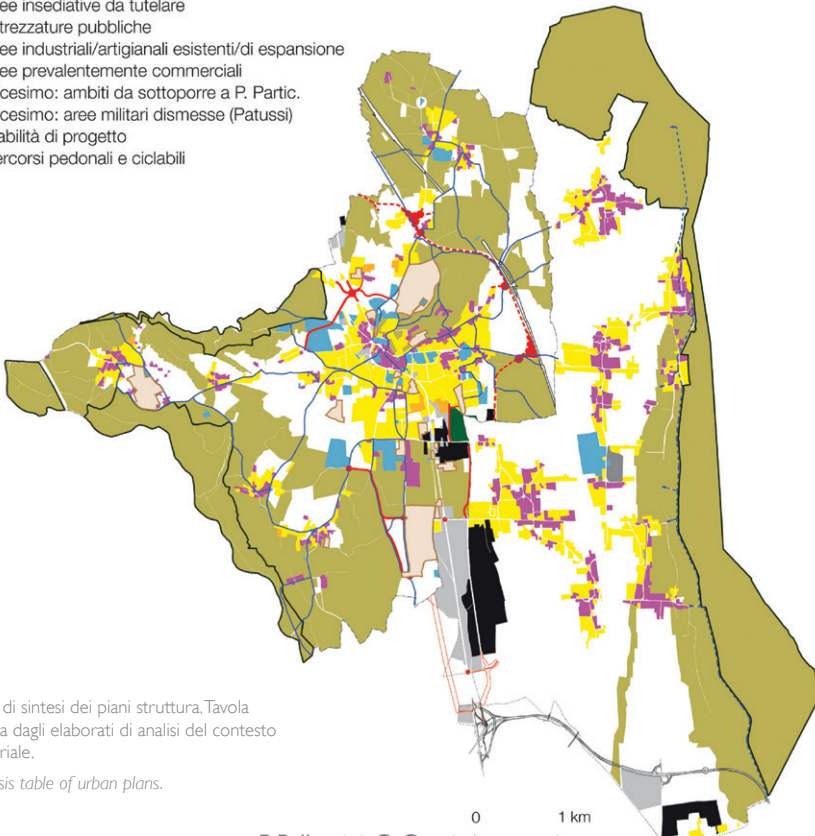 ee insediative da tutelare
trezzature pubbliche
ee industriali/artigianali esistenti/di espansione
ee prevalentemente commerciali
cesimo: ambiti da sottoporre a P. Partic.
cesimo: aree militari dismesse (Patussi)
abilità di progetto
ercorsi pedonali e ciclabili
di sintesi dei piani struttura. Tavola
a dagli elaborati di analisi del contesto
riale.
sis table of urban plans.
0 1 km